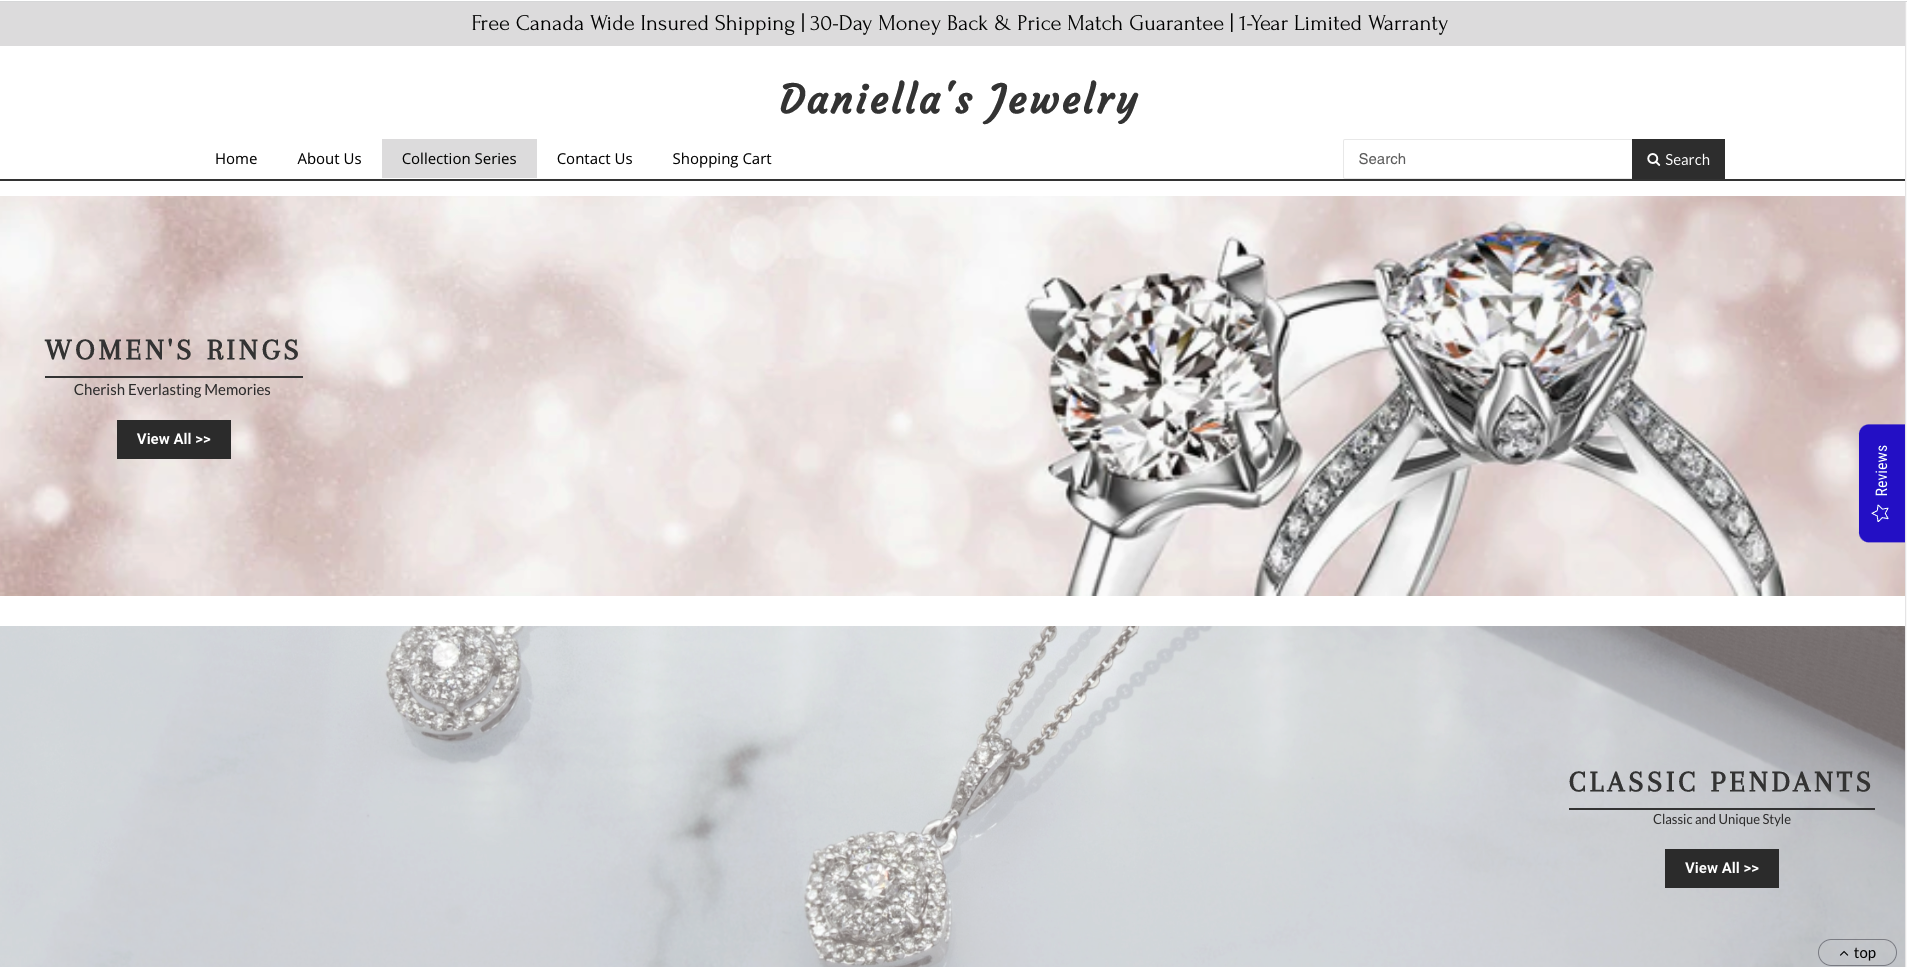 Free Canada Wide Insured Shipping | 30-Day Money Back & Price Match Guarantee | 1-Year Limited Warranty
Daniella's Jewelry
Home About Us Collection Series Contact Us Shopping Cart Search Search
WOMEN'S RINGS
Cherish Everlasting Memories
View All >>
Reviews
CLASSIC PENDANTS
Classic and Unique Style
View All >>
top